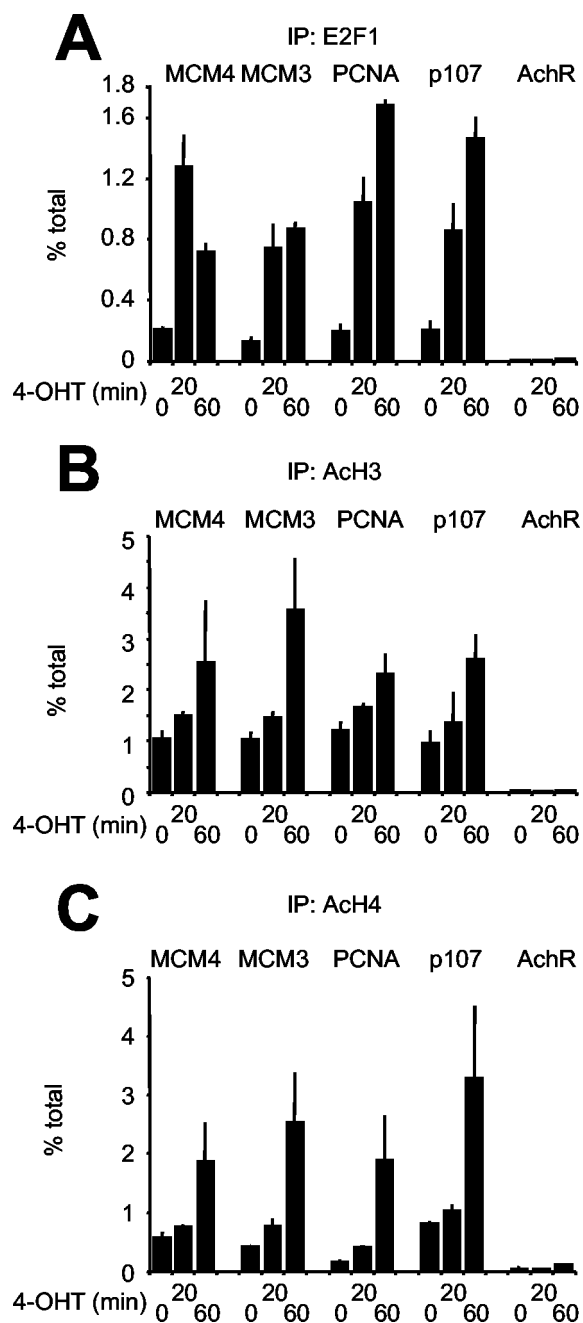 A
IP: E2F1
MCM4 MCM3 PCNA p107 AchR
1.8
1.6
1.2
0.8
0.4
0
% total
4-OHT (min)
20 20 20 20 20
0 60 0 60 0 60 0 60 0 60
B
IP: AcH3
MCM4 MCM3 PCNA p107 AchR
5
4
3
2
1
0
% total
4-OHT (min)
20 20 20 20 20
0 60 0 60 0 60 0 60 0 60
C
IP: AcH4
MCM4 MCM3 PCNA p107 AchR
5
4
3
2
1
0
% total
4-OHT (min)
20 20 20 20 20
0 60 0 60 0 60 0 60 0 60